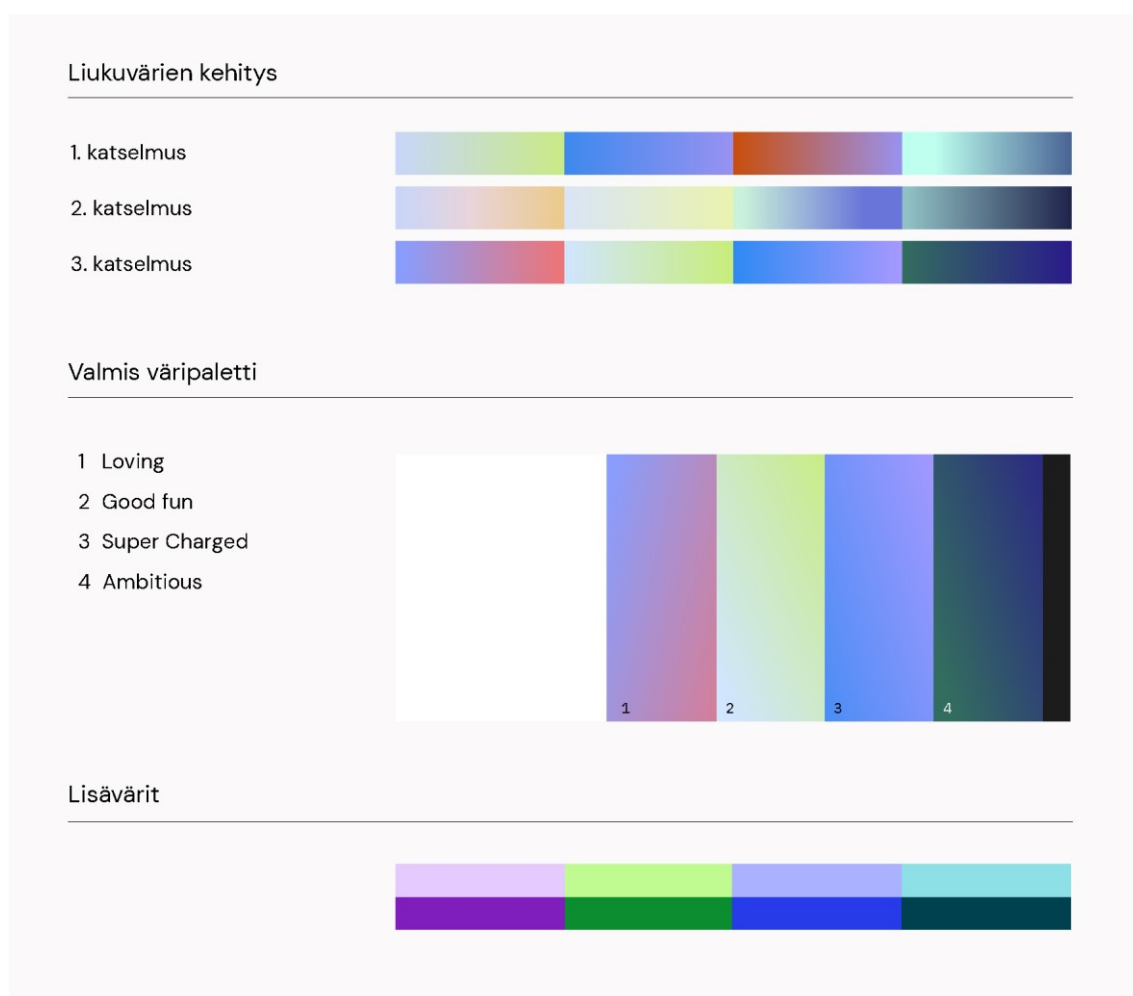 Liukuvärien kehitys
1. katselmus
2. katselmus
3. katselmus
Valmis väripaletti
1 Loving
2 Good fun
3 Super Charged
4 Ambitious
1 2 3 4
Lisävärit